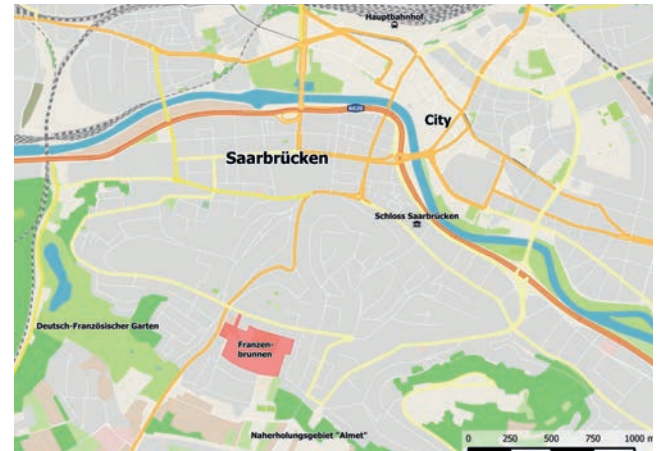 Hauptbahnhof
A620
City
Saarbrücken
Schloss Saarbrücken
Deutsch-Französischer Garten
Franzen-
brunnen
Naherholungsgebiet "Almet"
0 250 500 750 1000 m